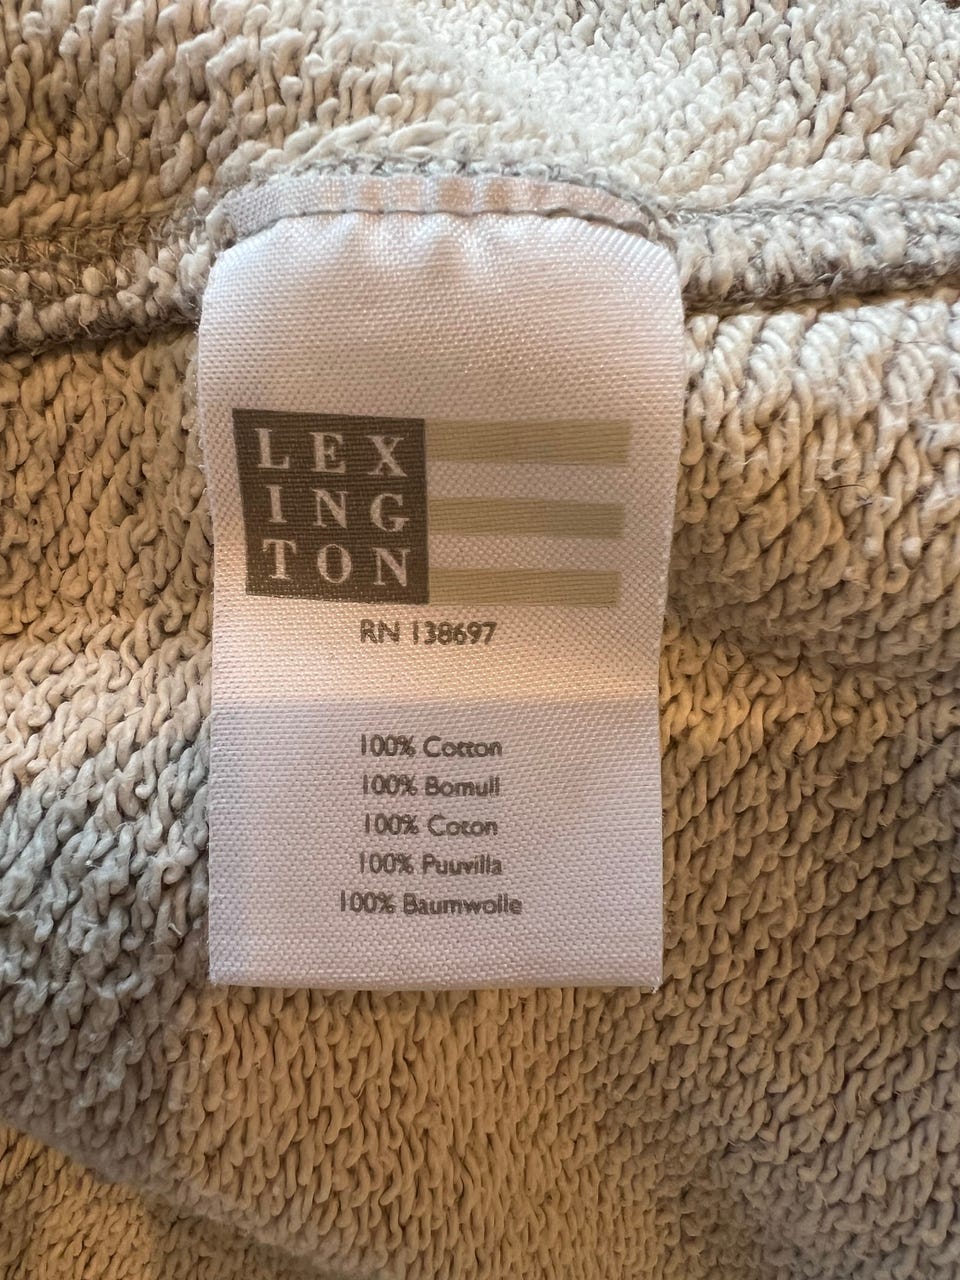 LEX
ING
TON
RN 138697
100% Cotton
100% Bomull
100% Coton
100% Puuvilla
100% Baumwolle